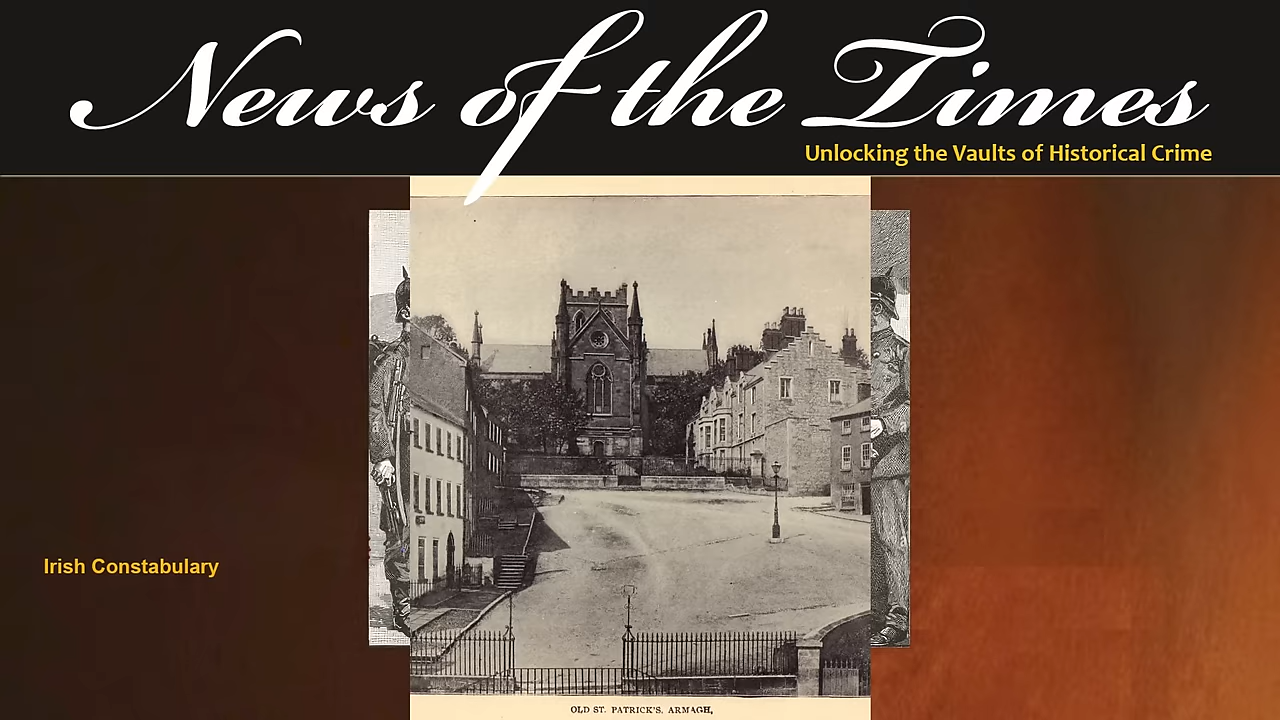 News of the Times
Unlocking the Vaults of Historical Crime
Irish Constabulary
OLD ST. PATRICK'S, ARMAGH,